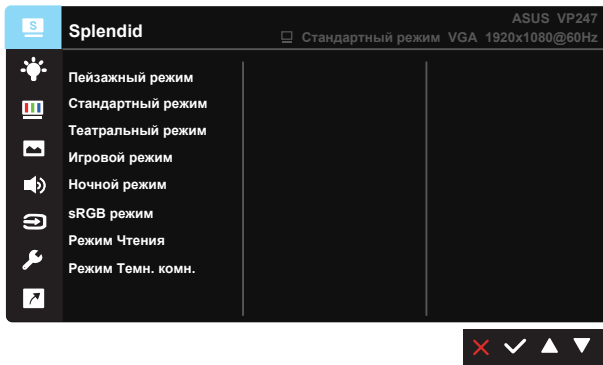 S
Splendid
ASUS VP247
Стандартный режим VGA 1920x1080@60Hz
Пейзажный режим
Стандартный режим
Театральный режим
Игровой режим
Ночной режим
sRGB режим
Режим Чтения
Режим Темн. комн.